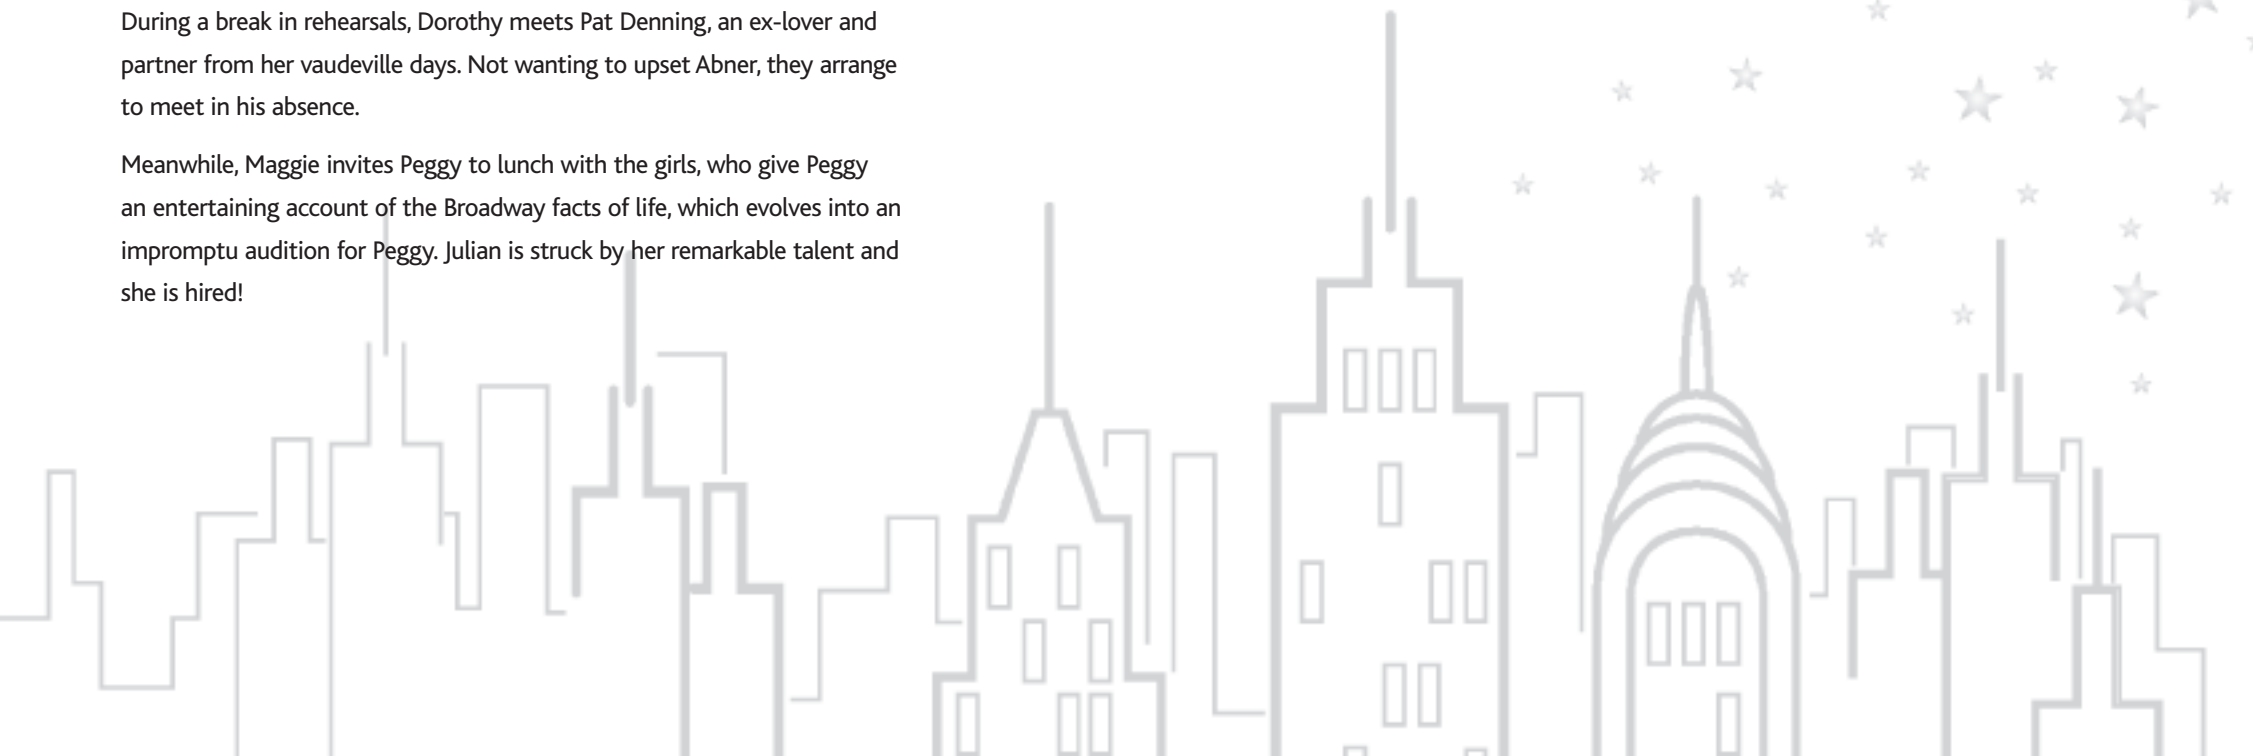 During a break in rehearsals, Dorothy meets Pat Denning, an ex-lover and
partner from her vaudeville days. Not wanting to upset Abner, they arrange
to meet in his absence.
Meanwhile, Maggie invites Peggy to lunch with the girls, who give Peggy
an entertaining account of the Broadway facts of life, which evolves into an
impromptu audition for Peggy. Julian is struck by her remarkable talent and
she is hired!